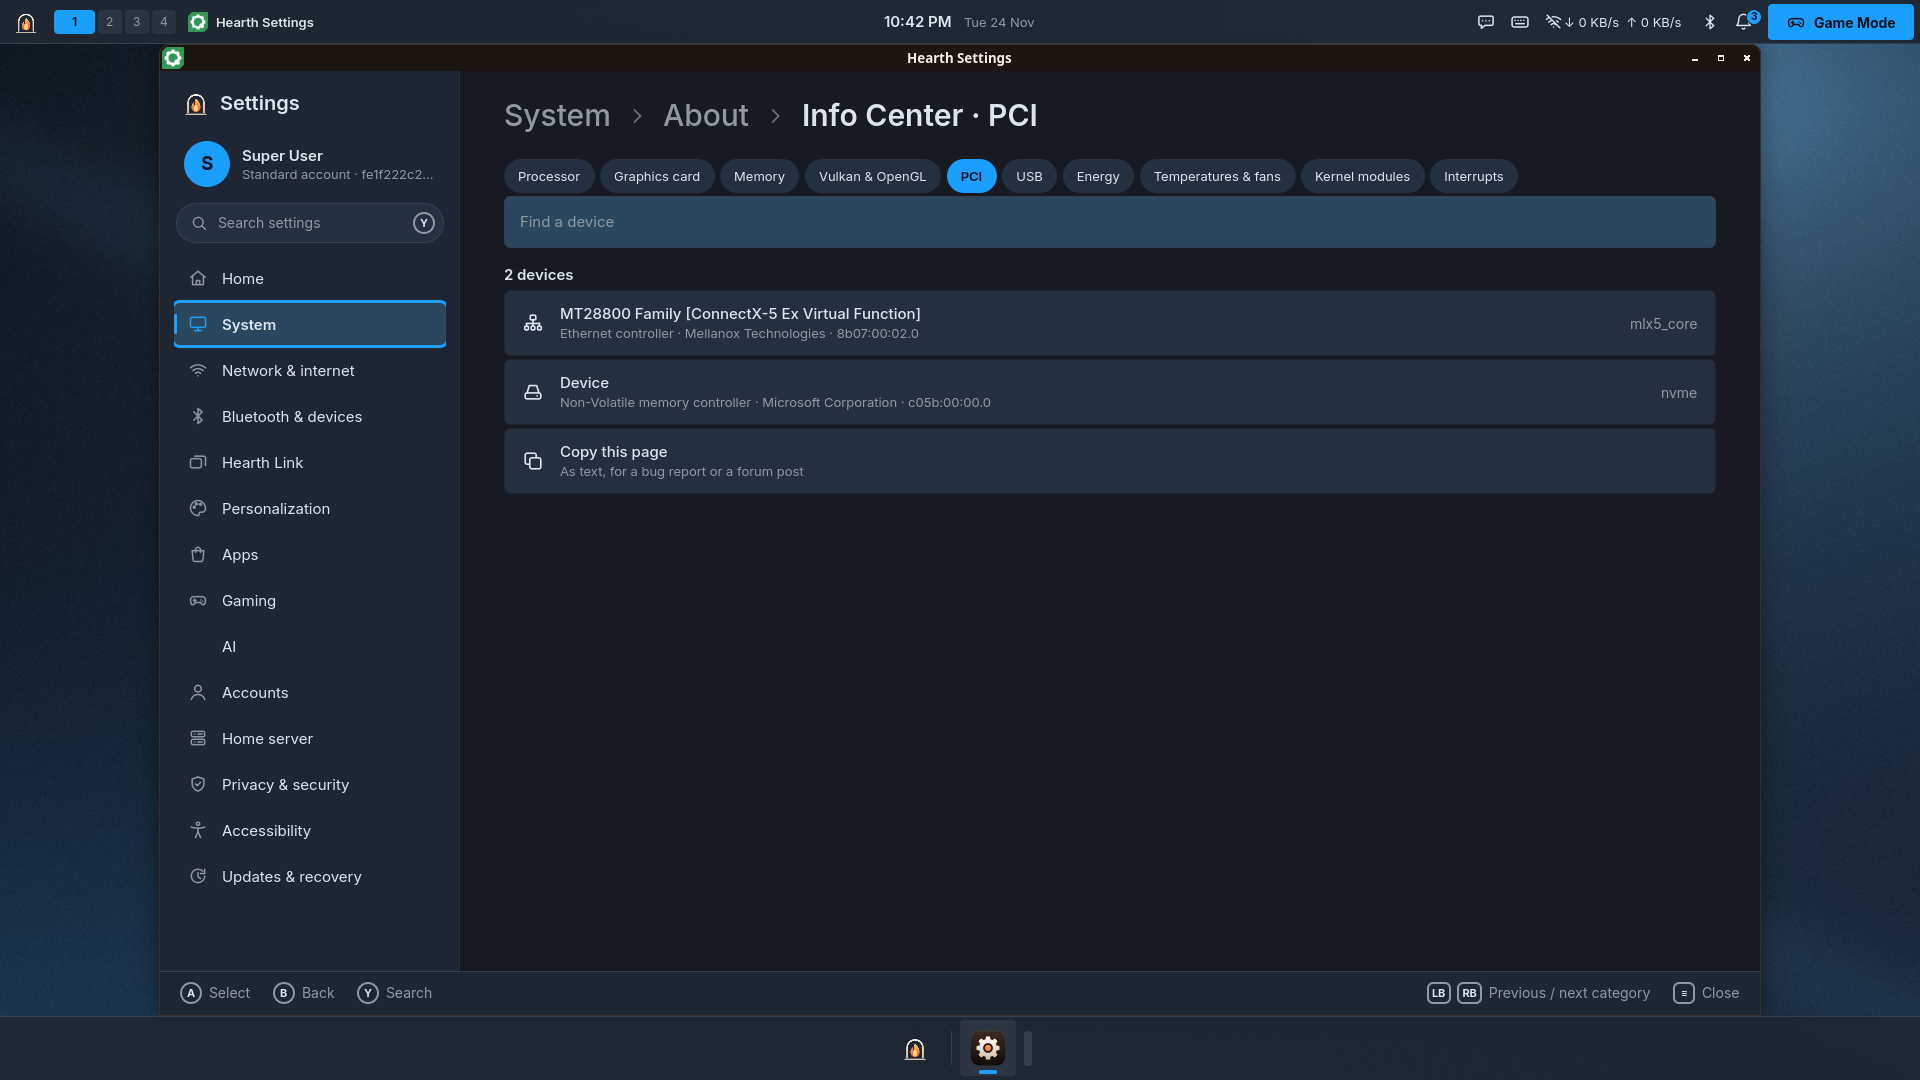 1 2 3 4 Hearth Settings
10:42 PM Tue 24 Nov
↓ 0 KB/s ↑ 0 KB/s
3
Game Mode
Hearth Settings
Settings
S
Super User
Standard account · fe1f222c2...
Search settings Y
Home
System
Network & internet
Bluetooth & devices
Hearth Link
Personalization
Apps
Gaming
AI
Accounts
Home server
Privacy & security
Accessibility
Updates & recovery
System > About > Info Center · PCI
Processor Graphics card Memory Vulkan & OpenGL PCI USB Energy Temperatures & fans Kernel modules Interrupts
Find a device
2 devices
MT28800 Family [ConnectX-5 Ex Virtual Function]
Ethernet controller · Mellanox Technologies · 8b07:00:02.0
mlx5_core
Device
Non-Volatile memory controller · Microsoft Corporation · c05b:00:00.0
nvme
Copy this page
As text, for a bug report or a forum post
A Select B Back Y Search
LB RB Previous / next category ≡ Close